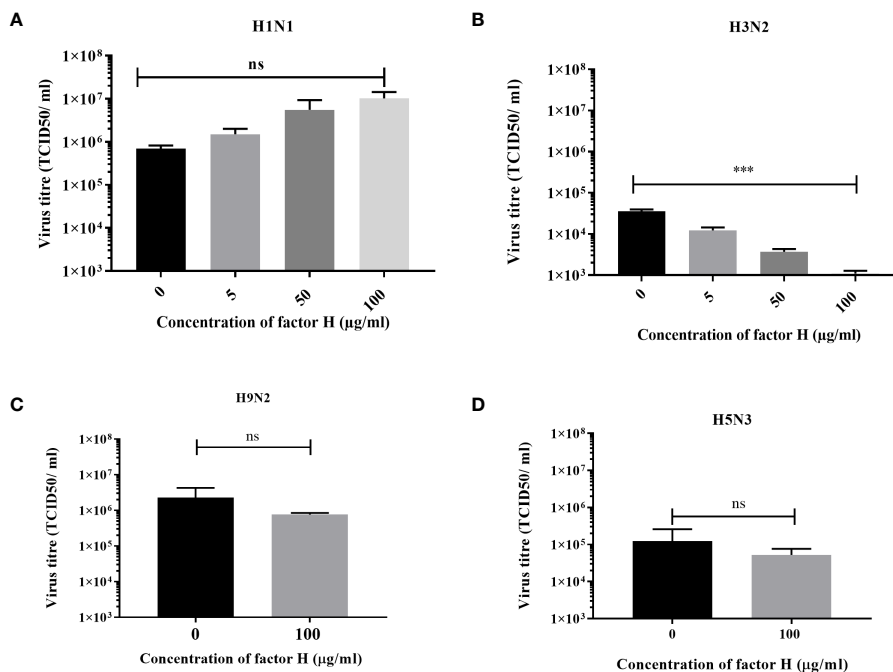 A
H1N1
Virus titre (TCID50/ ml)
1×10⁸
1×10⁷
1×10⁶
1×10⁵
1×10⁴
1×10³
ns
0
5
50
100
Concentration of factor H (µg/ml)
B
H3N2
Virus titre (TCID50/ ml)
1×10⁸
1×10⁷
1×10⁶
1×10⁵
1×10⁴
1×10³
***
0
5
50
100
Concentration of factor H (µg/ml)
C
H9N2
Virus titre (TCID50/ ml)
1×10⁸
1×10⁷
1×10⁶
1×10⁵
1×10⁴
1×10³
ns
0
100
Concentration of factor H (µg/ml)
D
H5N3
Virus titre (TCID50/ ml)
1×10⁸
1×10⁷
1×10⁶
1×10⁵
1×10⁴
1×10³
ns
0
100
Concentration of factor H (µg/ml)